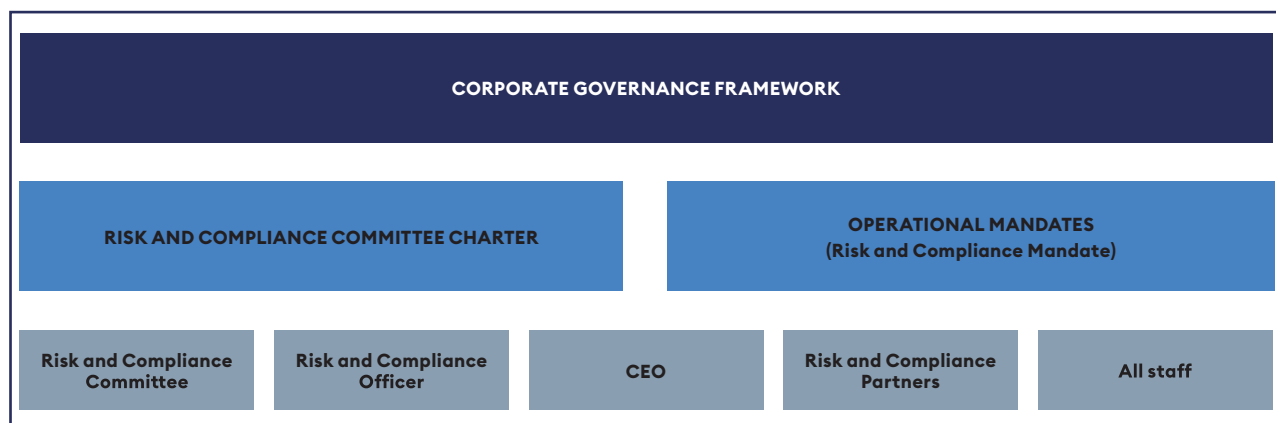 CORPORATE GOVERNANCE FRAMEWORK
RISK AND COMPLIANCE COMMITTEE CHARTER
OPERATIONAL MANDATES
(Risk and Compliance Mandate)
Risk and Compliance
Committee
Risk and Compliance
Officer
CEO
Risk and Compliance
Partners
All staff